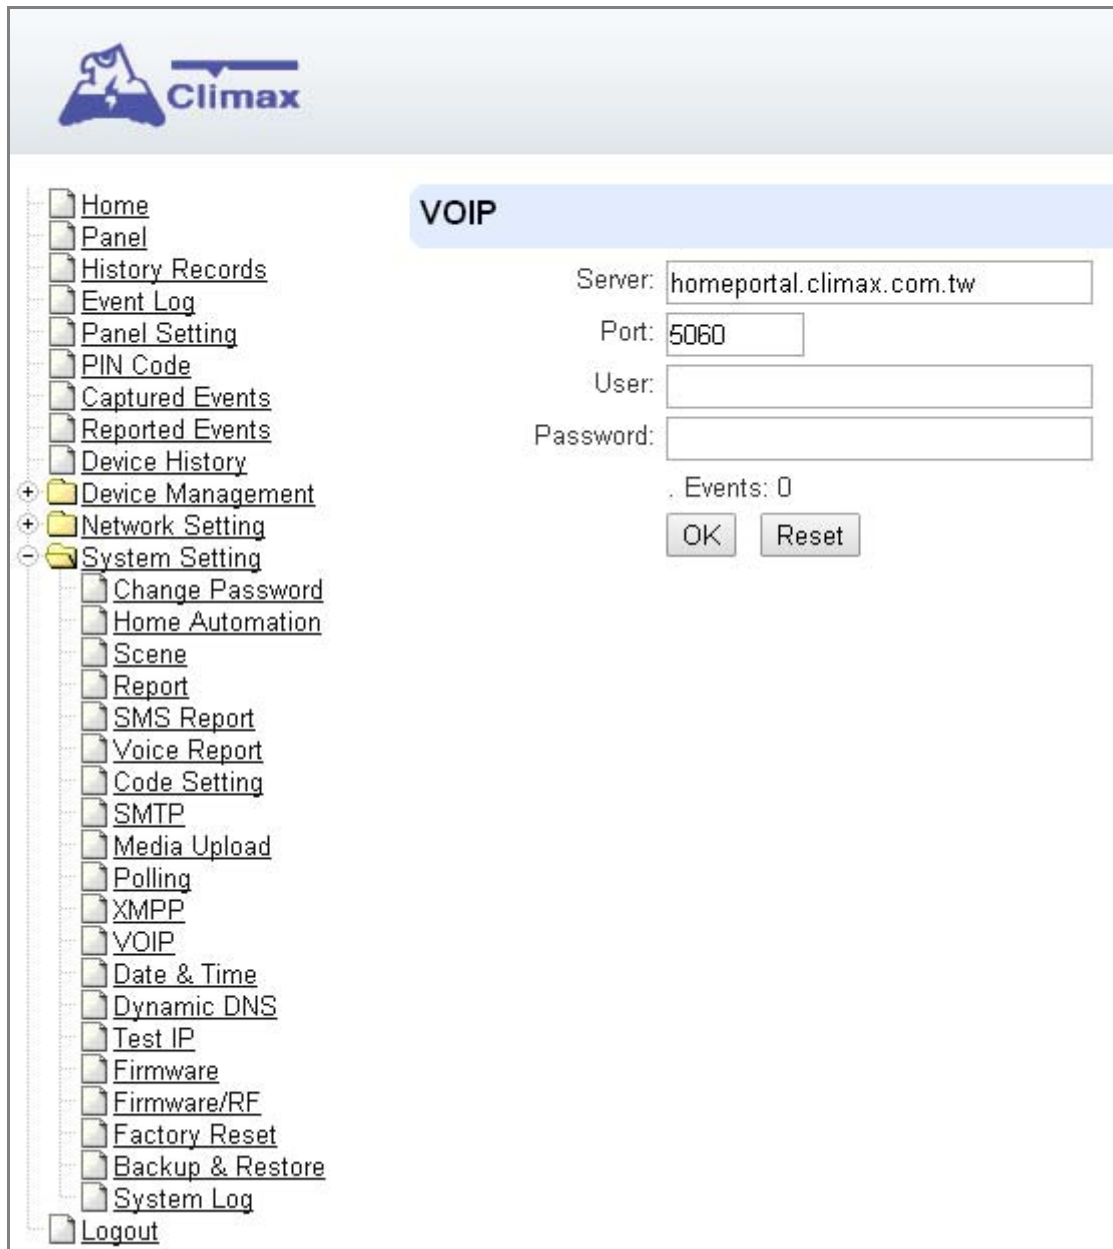 Climax
Home
Panel
History Records
Event Log
Panel Setting
PIN Code
Captured Events
Reported Events
Device History
Device Management
Network Setting
System Setting
Change Password
Home Automation
Scene
Report
SMS Report
Voice Report
Code Setting
SMTP
Media Upload
Polling
XMPP
VOIP
Date & Time
Dynamic DNS
Test IP
Firmware
Firmware/RF
Factory Reset
Backup & Restore
System Log
Logout
VOIP
Server: homeportal.climax.com.tw
Port: 5060
User:
Password:
. Events: 0
OK Reset